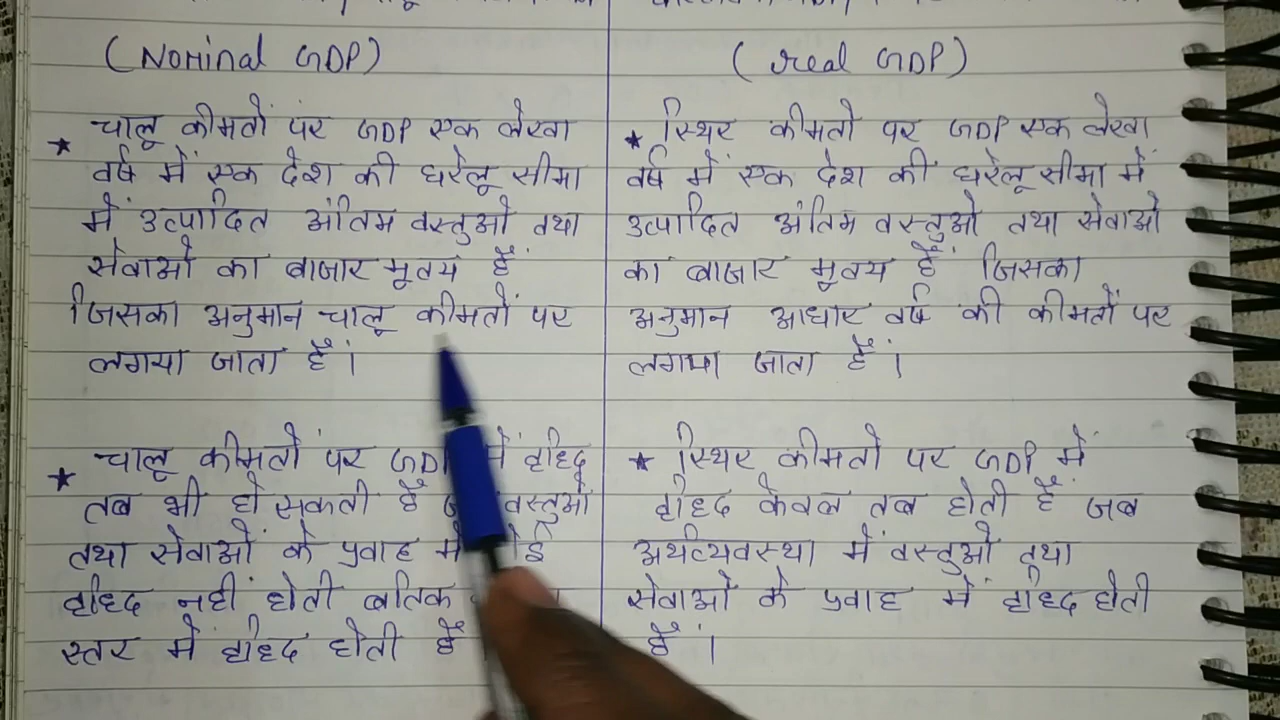 (Nominal GDP)
★ चालू कीमतों पर GDP एक लेखा
वर्ष में एक देश की घरेलू सीमा
में उत्पादित अंतिम वस्तुओ तथा
सेवाओ का बाजार मूल्य हैं
जिसका अनुमान चालू कीमतों पर
लगाया जाता हैं।
★ चालू कीमतों पर GDP में वृद्धि
तब भी हो सकती हैं वस्तुओं
तथा सेवाओं के प्रवाह में
वृद्धि नहीं होती बल्कि
स्तर में वृद्धि होती हैं
(real GDP)
★ स्थिर कीमतो पर GDP एक लेखा
वर्ष में एक देश की घरेलू सीमा में
उत्पादित अंतिम वस्तुओ तथा सेवाओ
का बाजार मूल्य हैं जिसका
अनुमान आधार वर्ष की कीमतों पर
लगाया जाता हैं।
★ स्थिर कीमतो पर GDP में
वृद्धि केवल तब होती हैं जब
अर्थव्यवस्था में वस्तुओं तथा
सेवाओं के प्रवाह में वृद्धि होती
हैं।